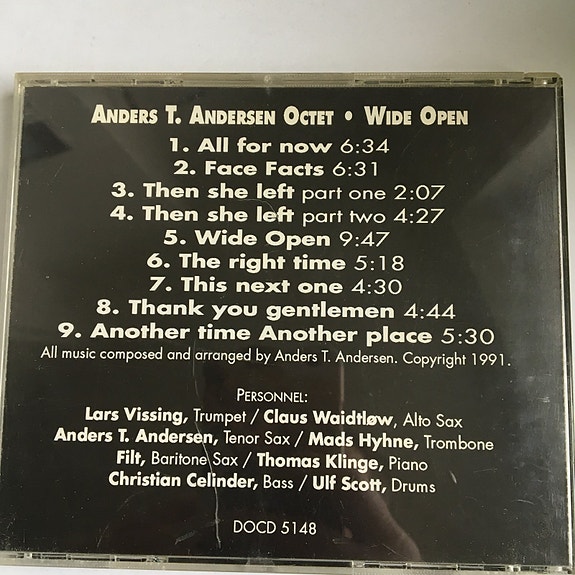 ANDERS T. ANDERSEN OCTET • WIDE OPEN
1. All for now 6:34
2. Face Facts 6:31
3. Then she left part one 2:07
4. Then she left part two 4:27
5. Wide Open 9:47
6. The right time 5:18
7. This next one 4:30
8. Thank you gentlemen 4:44
9. Another time Another place 5:30
All music composed and arranged by Anders T. Andersen. Copyright 1991.
PERSONNEL:
Lars Vissing, Trumpet / Claus Waidtløw, Alto Sax
Anders T. Andersen, Tenor Sax / Mads Hyhne, Trombone
Filt, Baritone Sax / Thomas Klinge, Piano
Christian Celinder, Bass / Ulf Scott, Drums
DOCD 5148